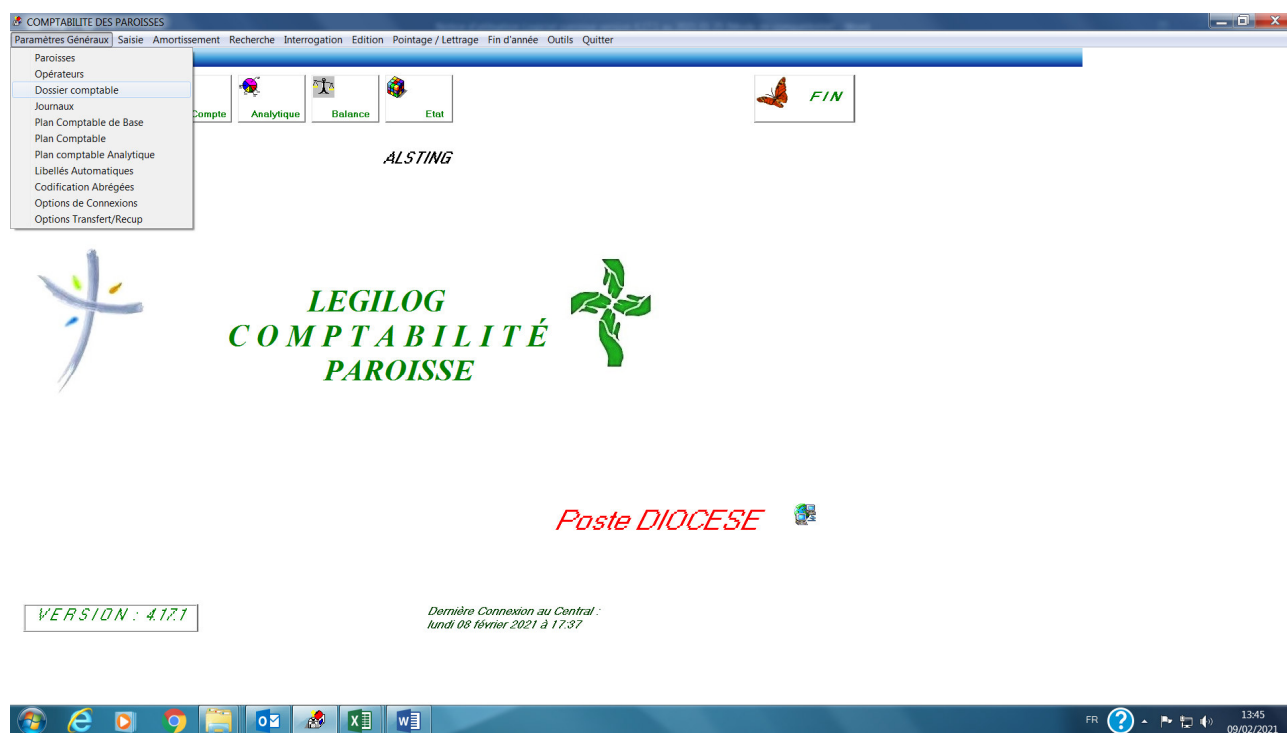 COMPTABILITE DES PAROISSES
Paramètres Généraux Saisie Amortissement Recherche Interrogation Edition Pointage / Lettrage Fin d'année Outils Quitter
Paroisses
Opérateurs
Dossier comptable
Journaux
Plan Comptable de Base
Plan Comptable
Plan comptable Analytique
Libellés Automatiques
Codification Abrégées
Options de Connexions
Options Transfert/Recup
Compte Analytique Balance Etat
FIN
ALSTING
LEGILOG
COMPTABILITÉ
PAROISSE
Poste DIOCESE
VERSION : 4.17.1
Dernière Connexion au Central :
lundi 08 février 2021 à 17:37
FR
13:45
09/02/2021